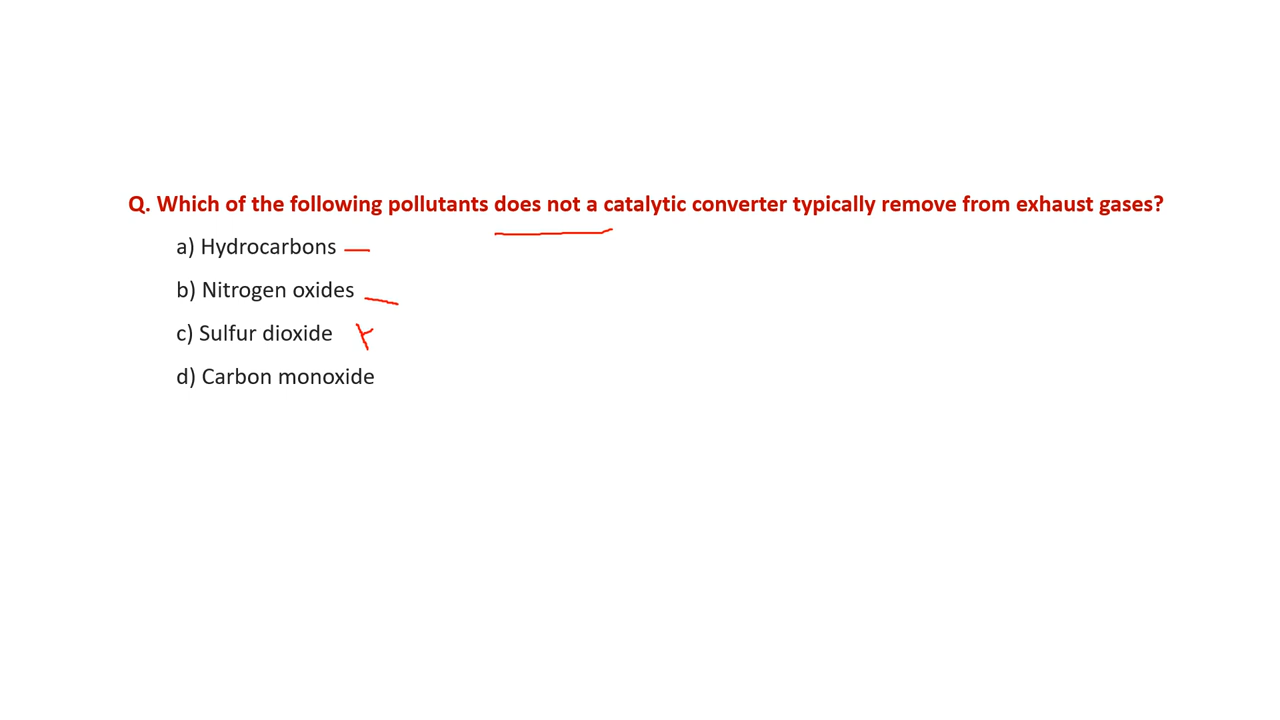 Q. Which of the following pollutants does not a catalytic converter typically remove from exhaust gases?
a) Hydrocarbons
b) Nitrogen oxides
c) Sulfur dioxide
d) Carbon monoxide